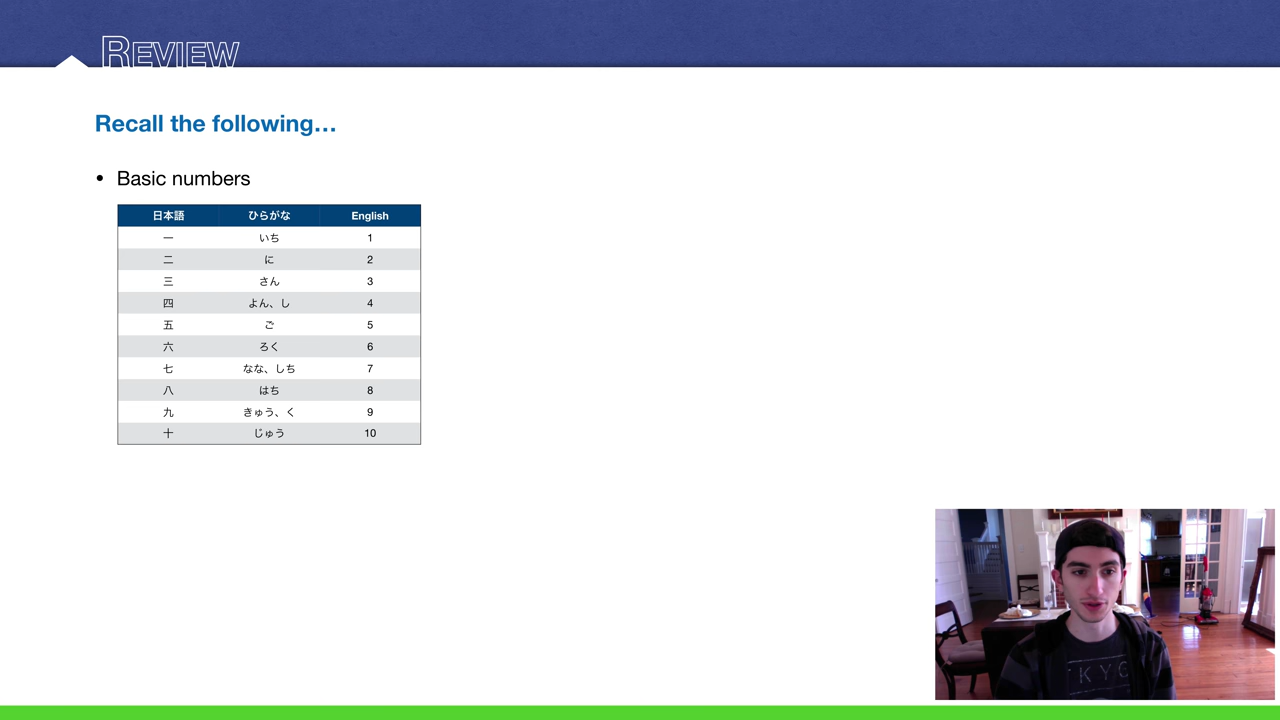 REVIEW
Recall the following…
• Basic numbers
日本語 ひらがな English
一 いち 1
二 に 2
三 さん 3
四 よん、し 4
五 ご 5
六 ろく 6
七 なな、しち 7
八 はち 8
九 きゅう、く 9
十 じゅう 10
KYO